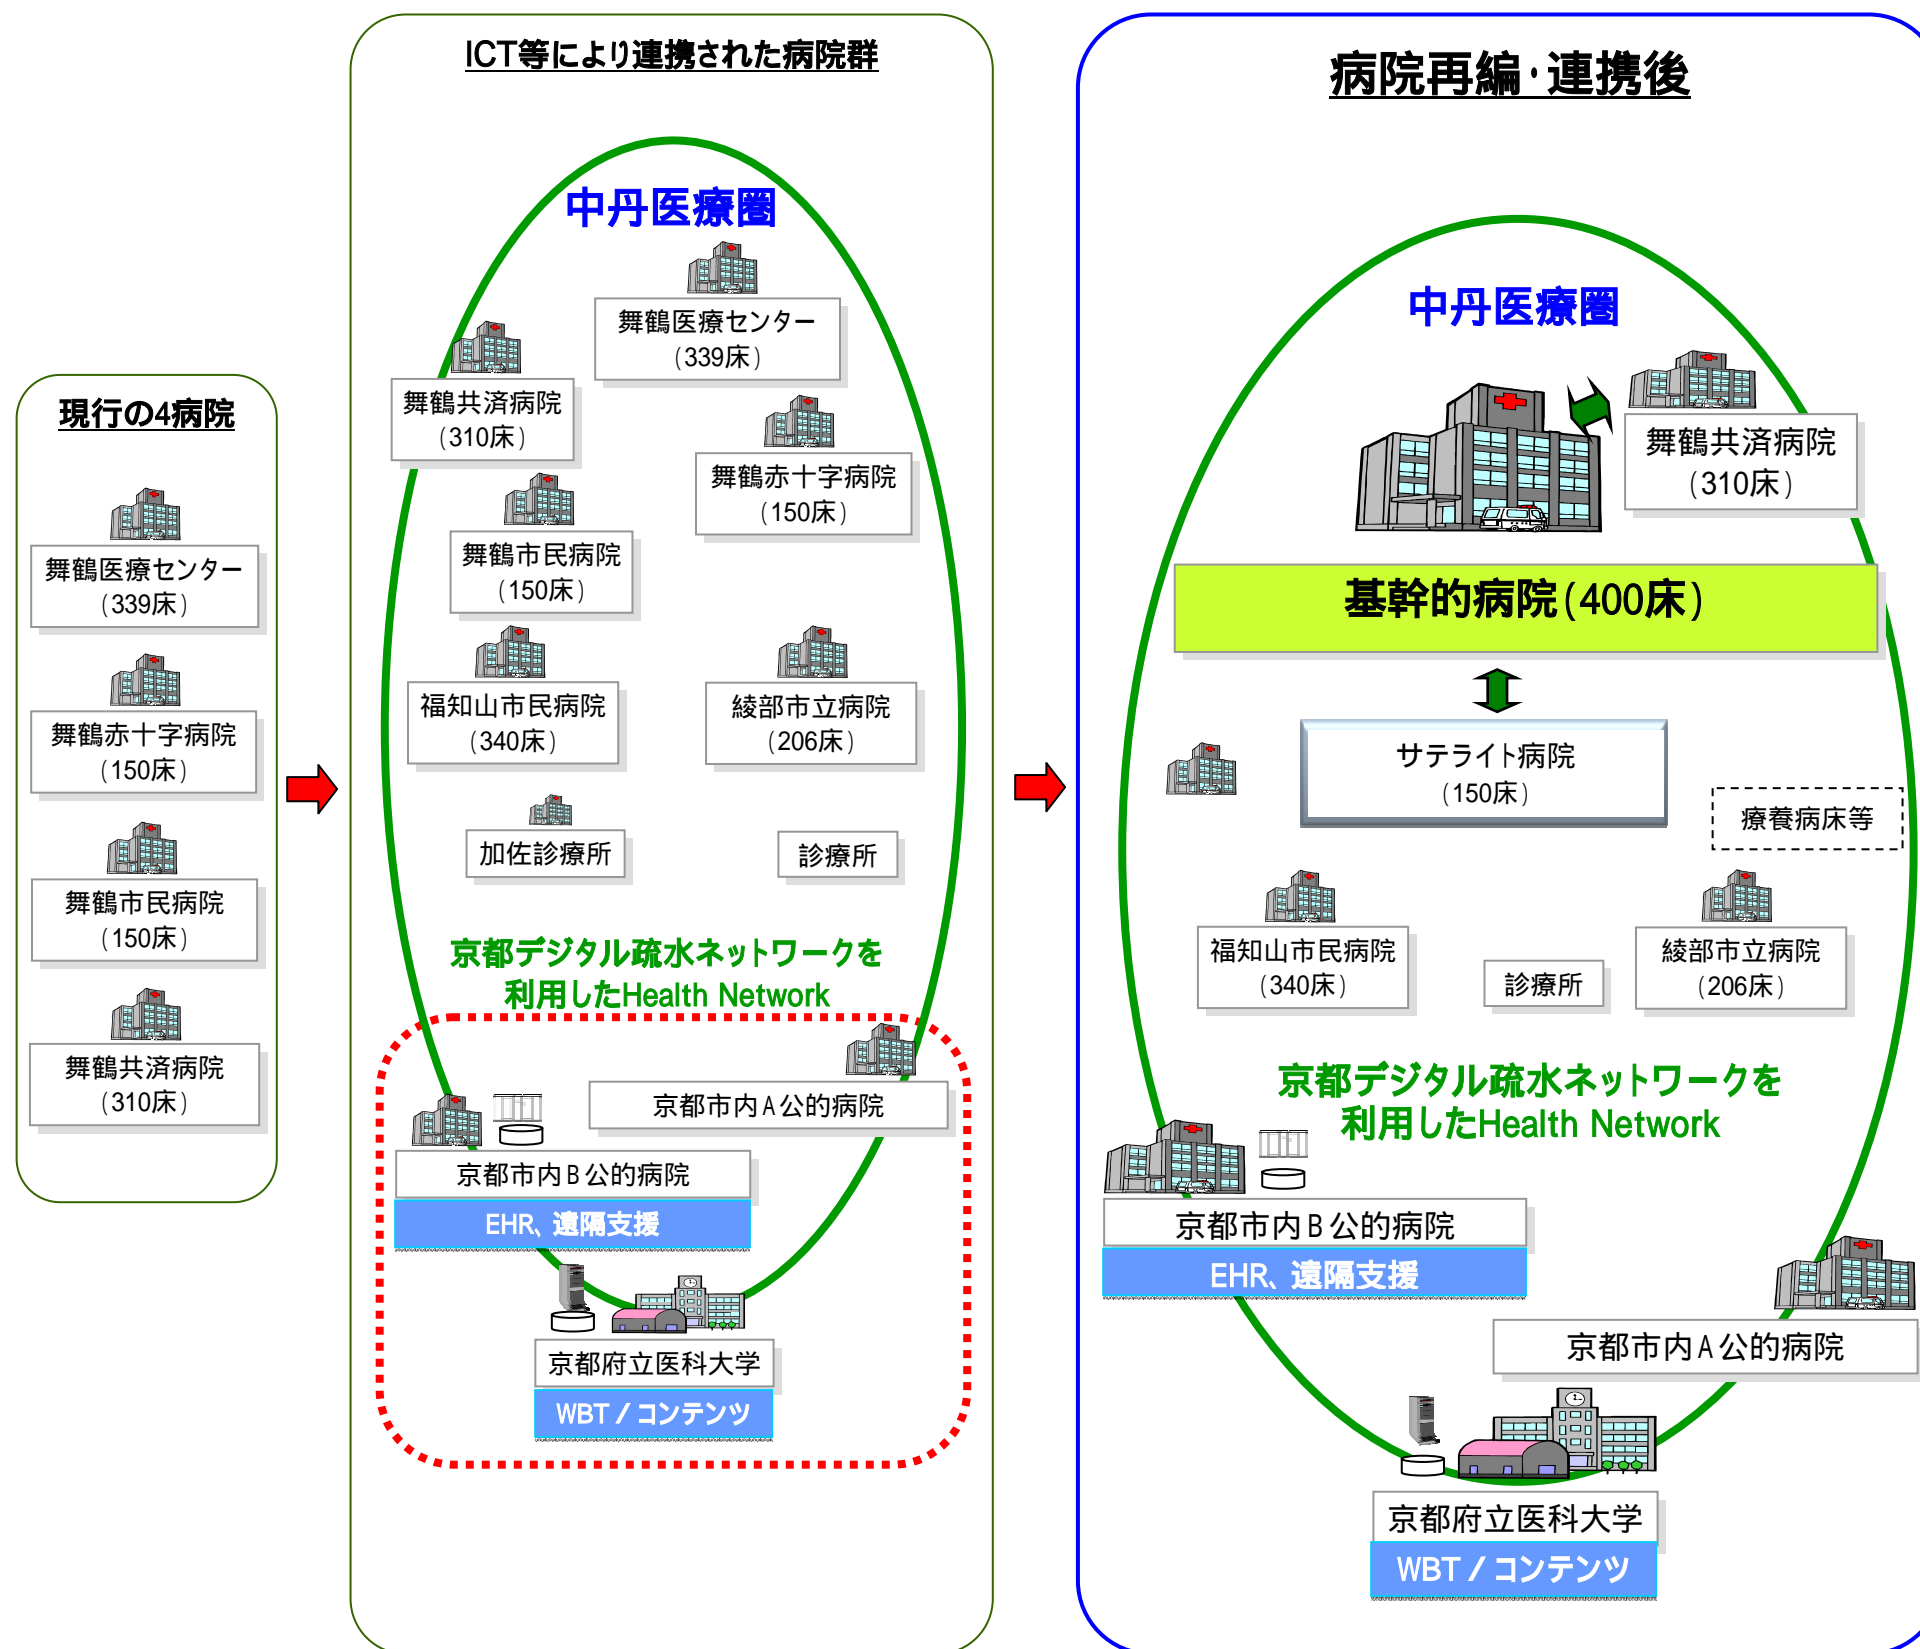 現行の4病院
舞鶴医療センター
(339床)
舞鶴赤十字病院
(150床)
舞鶴市民病院
(150床)
舞鶴共済病院
(310床)
ICT等により連携された病院群
中丹医療圏
舞鶴医療センター
(339床)
舞鶴共済病院
(310床)
舞鶴赤十字病院
(150床)
舞鶴市民病院
(150床)
福知山市民病院
(340床)
綾部市立病院
(206床)
加佐診療所
診療所
京都デジタル疏水ネットワークを
利用したHealth Network
京都市内A公的病院
京都市内B公的病院
EHR、遠隔支援
京都府立医科大学
WBT / コンテンツ
病院再編・連携後
中丹医療圏
舞鶴共済病院
(310床)
基幹的病院(400床)
サテライト病院
(150床)
療養病床等
福知山市民病院
(340床)
診療所
綾部市立病院
(206床)
京都デジタル疏水ネットワークを
利用したHealth Network
京都市内B公的病院
EHR、遠隔支援
京都市内A公的病院
京都府立医科大学
WBT / コンテンツ